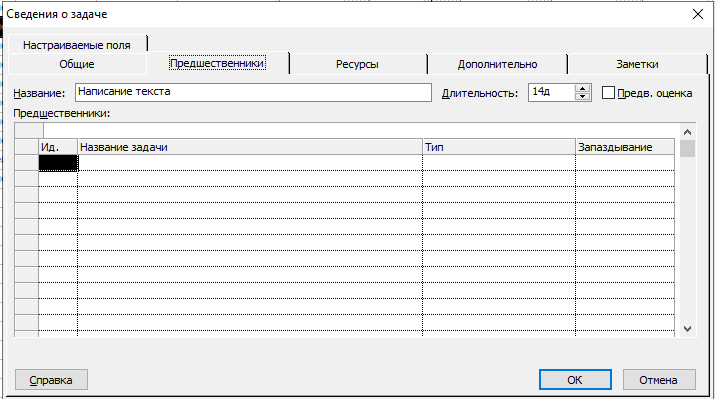 Сведения о задаче
Настраиваемые поля
Общие Предшественники Ресурсы Дополнительно Заметки
Название: Написание текста Длительность: 14д Предв. оценка
Предшественники:
Ид. Название задачи Тип Запаздывание
Справка ОК Отмена